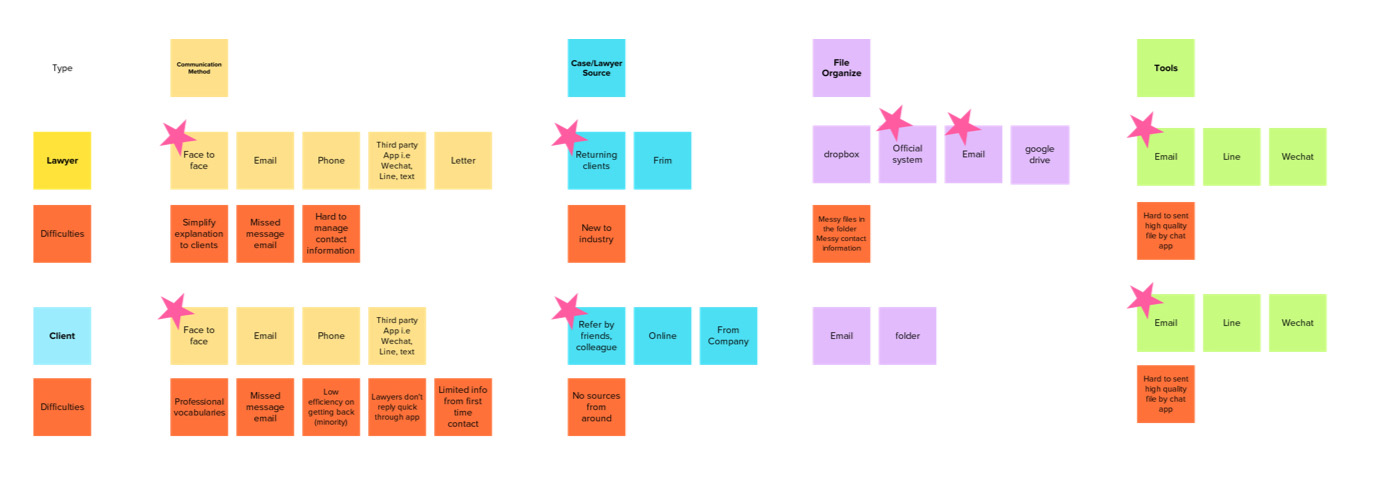 Type
Communication
Method
Case/Lawyer
Source
File
Organize
Tools
Lawyer
Face to
face
Email
Phone
Third party
App i.e
Wechat,
Line, text
Letter
Returning
clients
Frim
dropbox
Official
system
Email
google
drive
Email
Line
Wechat
Difficulties
Simplify
explanation
to clients
Missed
message
email
Hard to
manage
contact
information
New to
industry
Messy files in
the folder
Messy contact
information
Hard to sent
high quality
file by chat
app
Client
Face to
face
Email
Phone
Third party
App i.e
Wechat,
Line, text
Refer by
friends,
colleague
Online
From
Company
Email
folder
Email
Line
Wechat
Difficulties
Professional
vocabularies
Missed
message
email
Low
efficiency on
getting back
(minority)
Lawyers don't
reply quick
through app
Limited info
from first
time
contact
No sources
from
around
Hard to sent
high quality
file by chat
app